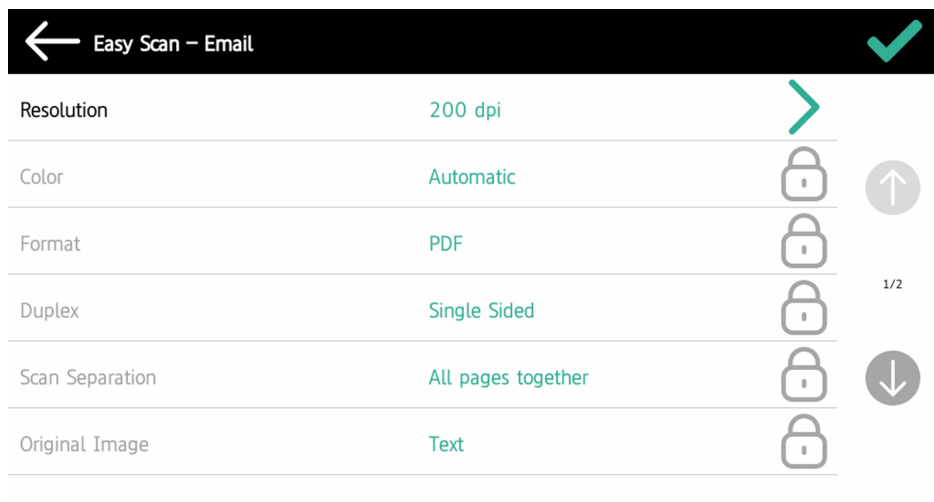 Easy Scan – Email
Resolution 200 dpi
Color Automatic
Format PDF
1/2
Duplex Single Sided
Scan Separation All pages together
Original Image Text